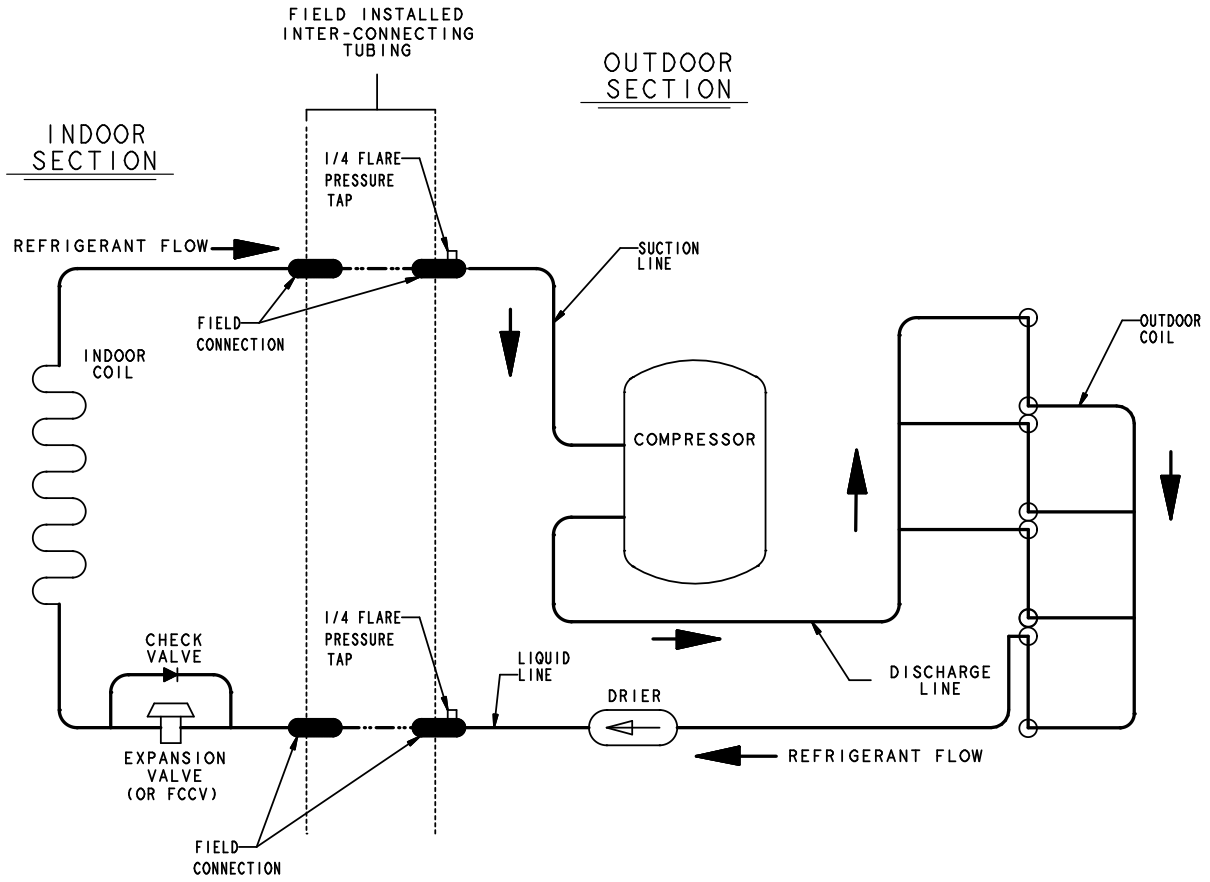 FIELD INSTALLED
INTER-CONNECTING
TUBING
OUTDOOR
SECTION
INDOOR
SECTION
1/4 FLARE
PRESSURE
TAP
REFRIGERANT FLOW
SUCTION
LINE
FIELD
CONNECTION
OUTDOOR
COIL
INDOOR
COIL
COMPRESSOR
1/4 FLARE
PRESSURE
TAP
CHECK
VALVE
LIQUID
LINE
DISCHARGE
LINE
DRIER
EXPANSION
VALVE
(OR FCCV)
REFRIGERANT FLOW
FIELD
CONNECTION